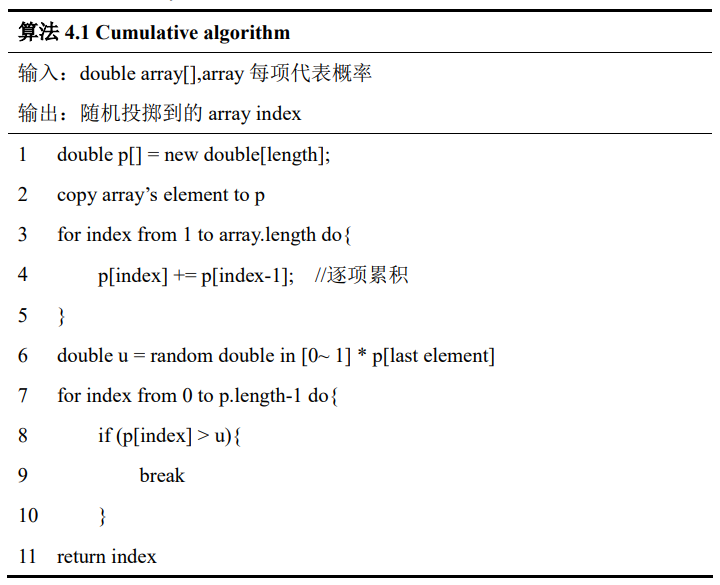 算法 4.1 Cumulative algorithm
输入：double array[],array 每项代表概率
输出：随机投掷到的 array index
1 double p[] = new double[length];
2 copy array’s element to p
3 for index from 1 to array.length do{
4 p[index] += p[index-1]; //逐项累积
5 }
6 double u = random double in [0~ 1] * p[last element]
7 for index from 0 to p.length-1 do{
8 if (p[index] > u){
9 break
10 }
11 return index